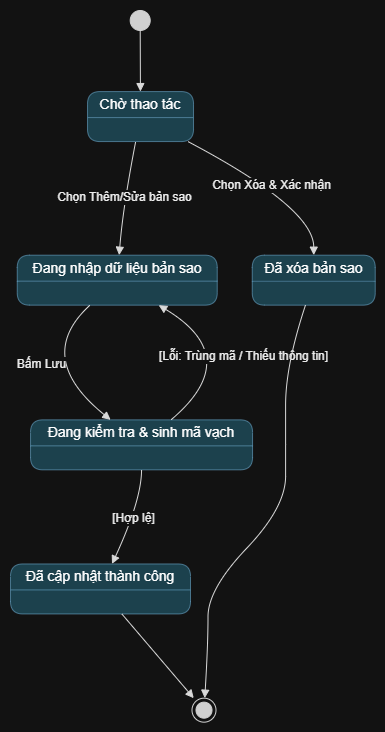 Chờ thao tác
Chọn Xóa & Xác nhận
Chọn Thêm/Sửa bản sao
Đang nhập dữ liệu bản sao
Đã xóa bản sao
[Lỗi: Trùng mã / Thiếu thông tin]
Bấm Lưu
Đang kiểm tra & sinh mã vạch
[Hợp lệ]
Đã cập nhật thành công